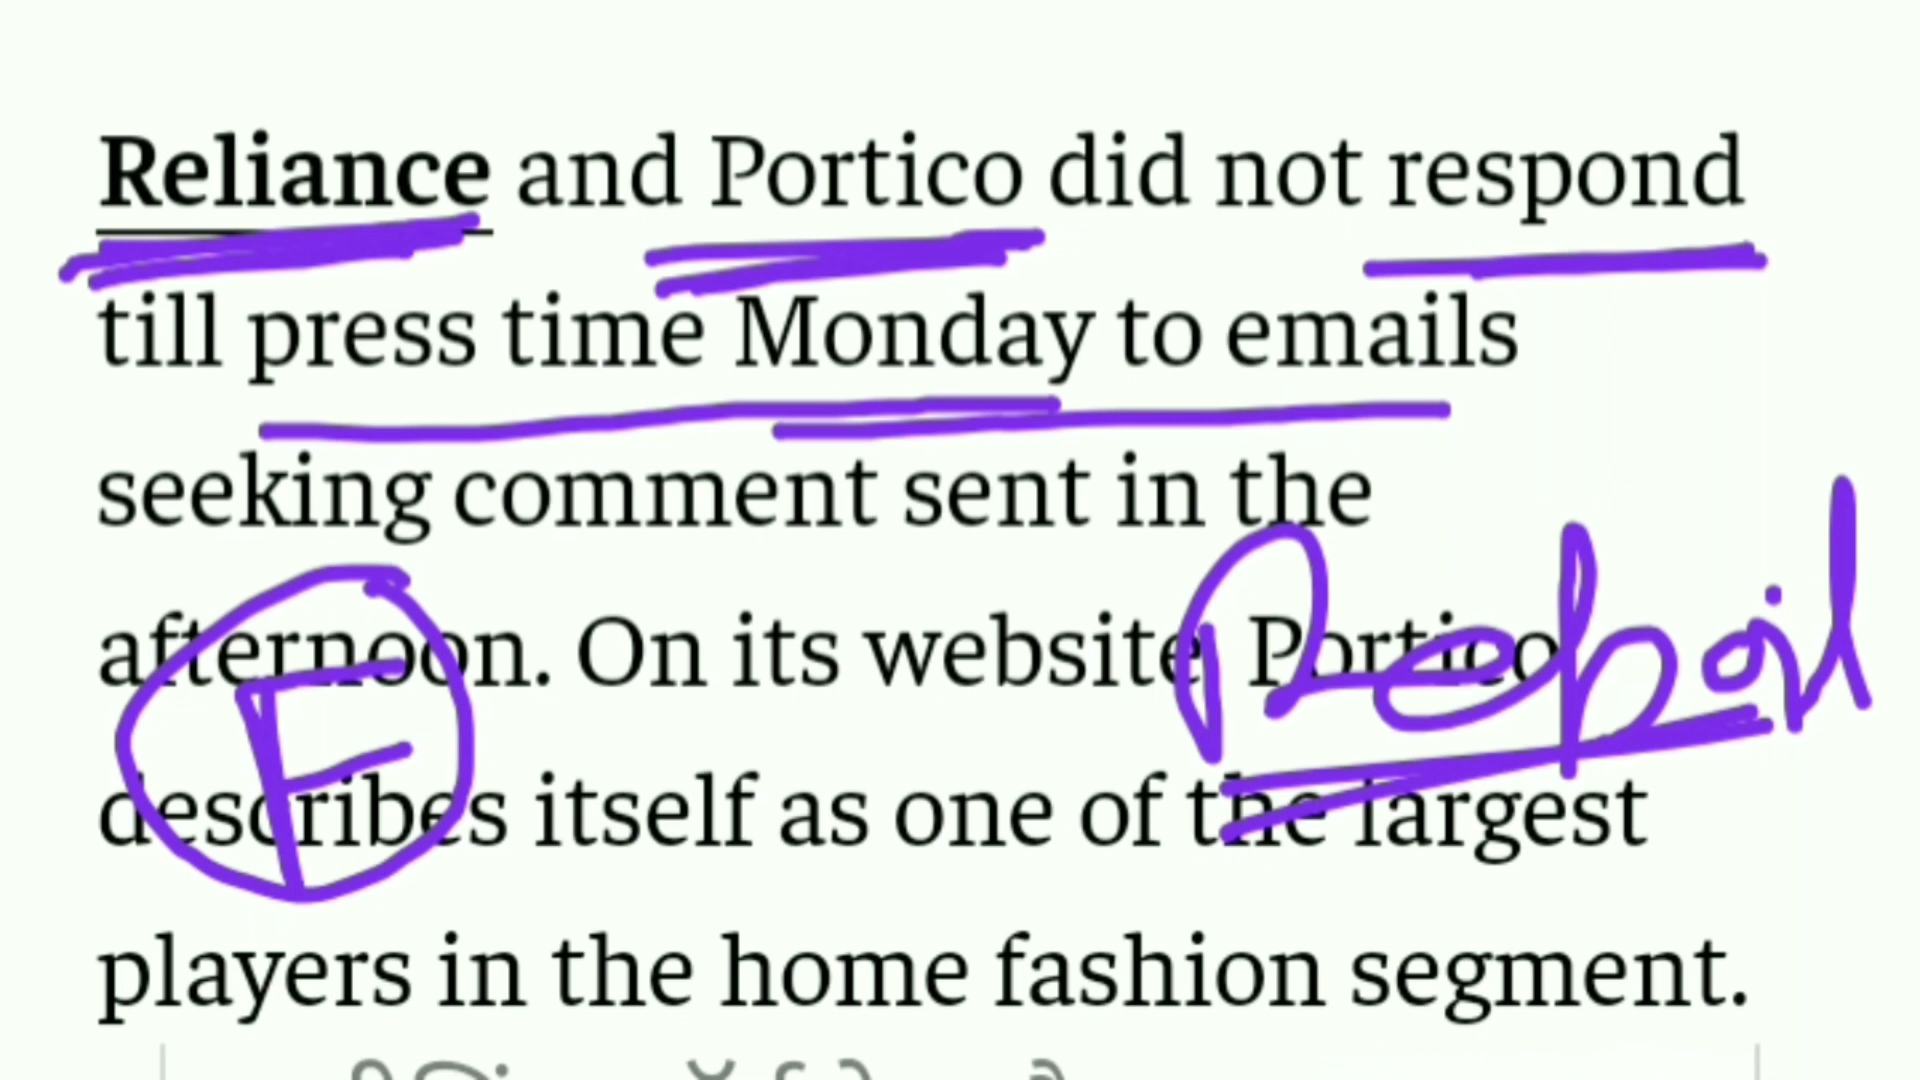 Reliance and Portico did not respond
till press time Monday to emails
seeking comment sent in the
afternoon. On its website, Portico
describes itself as one of the largest
players in the home fashion segment.
F